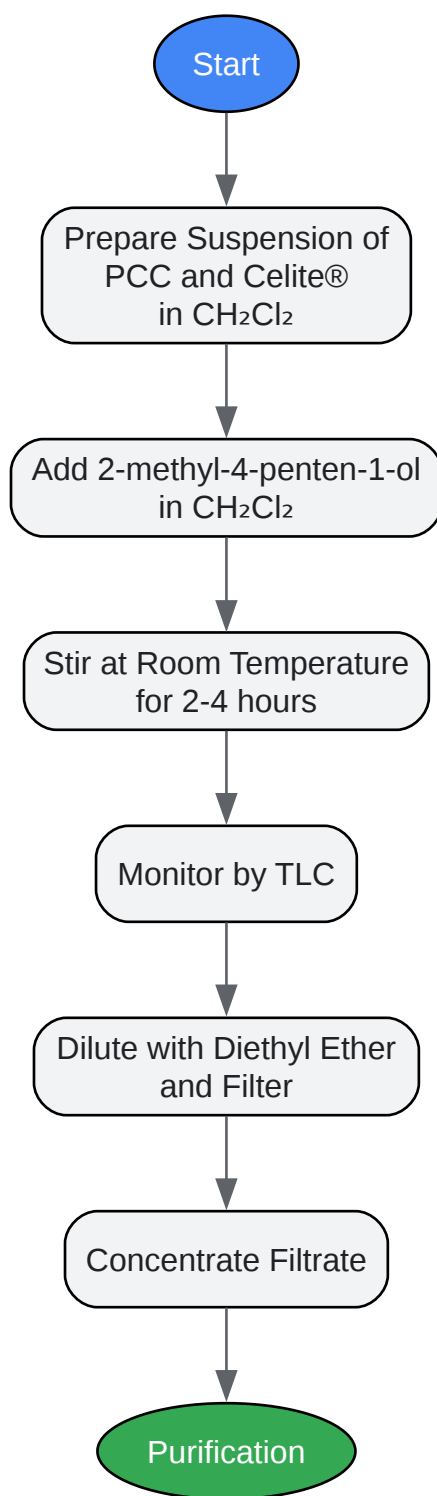 Start
Prepare Suspension of
PCC and Celite®
in CH₂Cl₂
Add 2-methyl-4-penten-1-ol
in CH₂Cl₂
Stir at Room Temperature
for 2-4 hours
Monitor by TLC
Dilute with Diethyl Ether
and Filter
Concentrate Filtrate
Purification